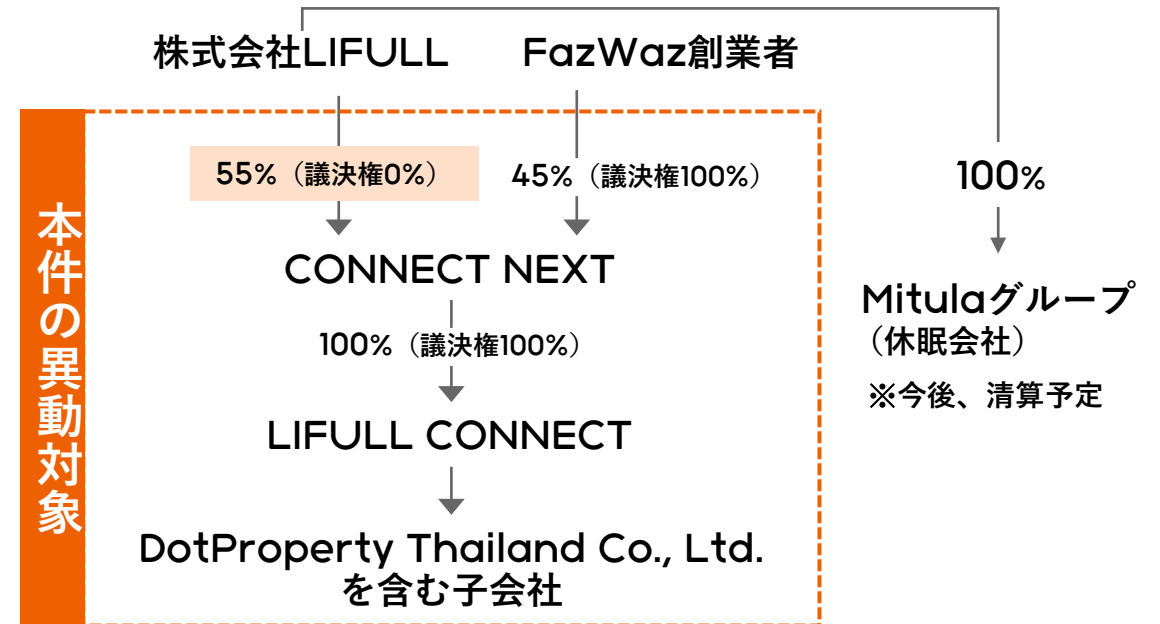 株式会社LIFULL
FazWaz創業者
本件の異動対象
55%（議決権0%）
45%（議決権100%）
100%
CONNECT NEXT
100%（議決権100%）
LIFULL CONNECT
DotProperty Thailand Co., Ltd.
を含む子会社
Mitulaグループ
（休眠会社）
※今後、清算予定